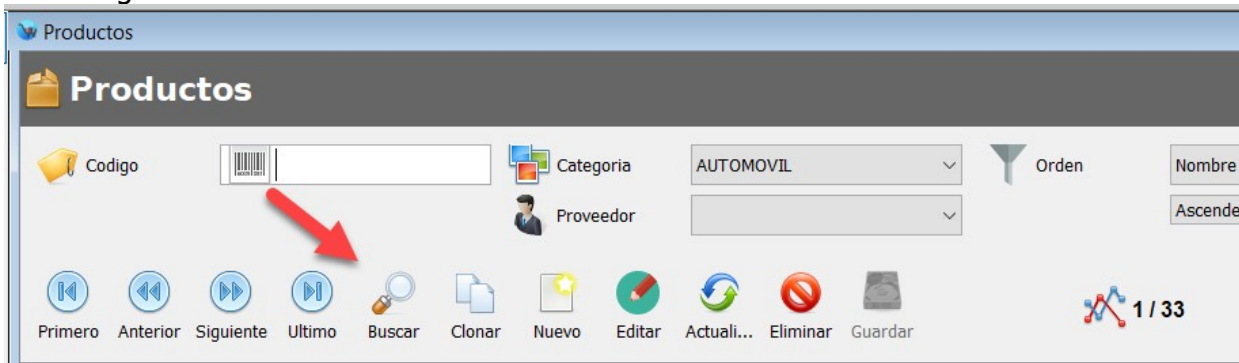 Productos
Productos
Codigo
Categoria
AUTOMOVIL
Orden
Nombre
Proveedor
Ascende
Primero Anterior Siguiente Ultimo Buscar Clonar Nuevo Editar Actuali... Eliminar Guardar
1 / 33